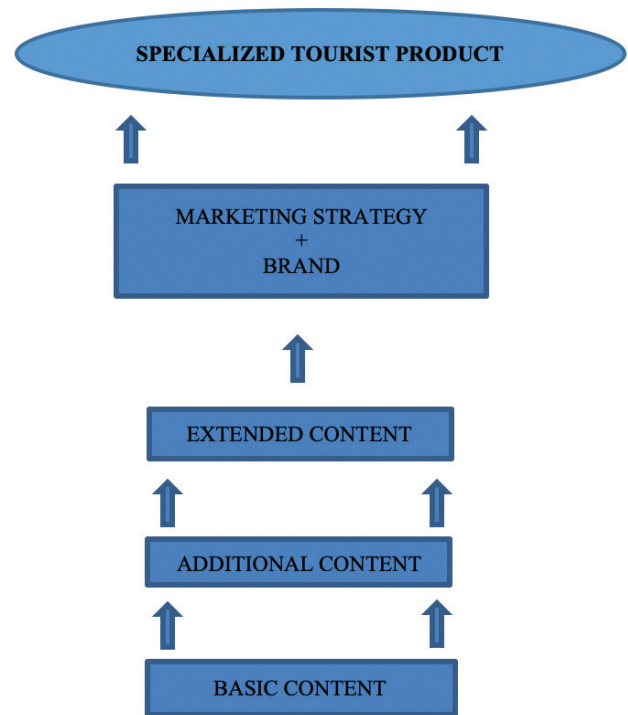 SPECIALIZED TOURIST PRODUCT
MARKETING STRATEGY
+
BRAND
EXTENDED CONTENT
ADDITIONAL CONTENT
BASIC CONTENT